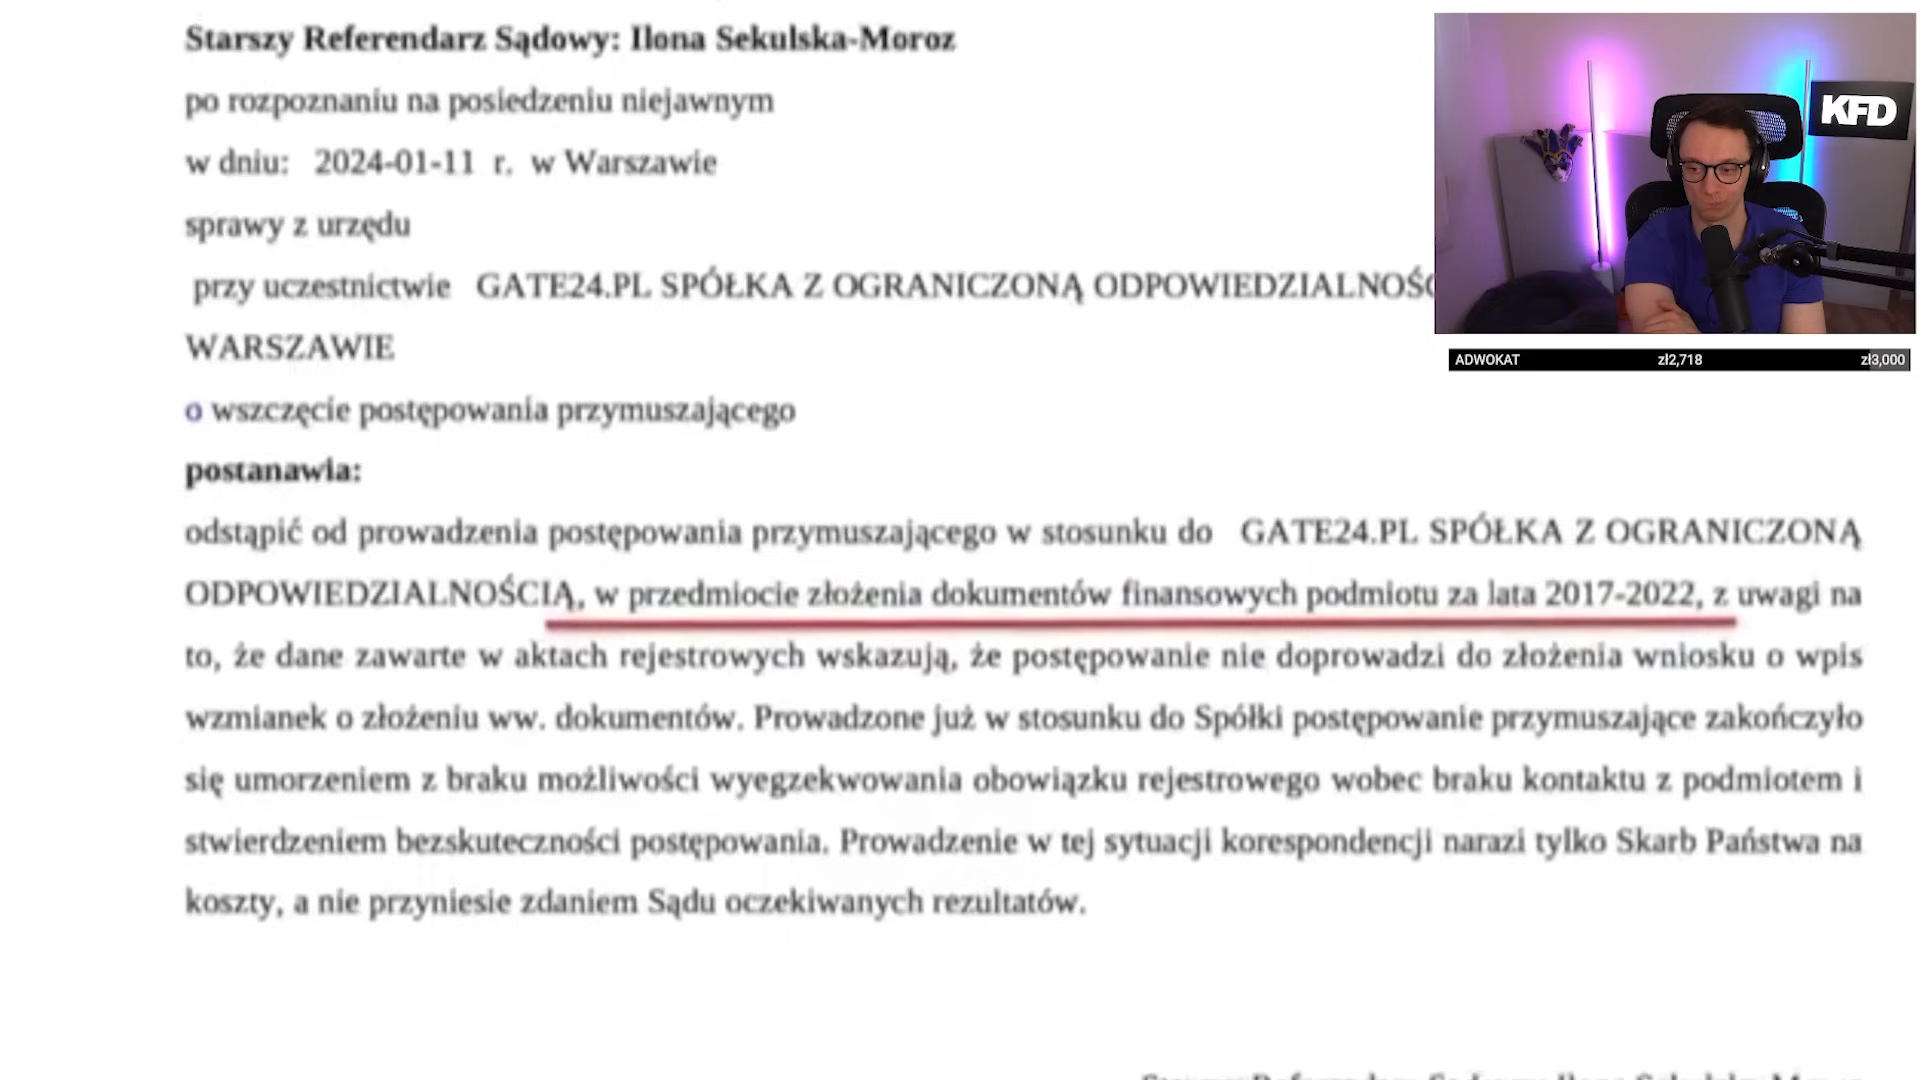 Starszy Referendarz Sądowy: Ilona Sekulska-Moroz
po rozpoznaniu na posiedzeniu niejawnym
w dniu: 2024-01-11 r. w Warszawie
sprawy z urzędu
przy uczestnictwie GATE24.PL SPÓŁKA Z OGRANICZONĄ ODPOWIEDZIALNOŚC
WARSZAWIE
o wszczęcie postępowania przymuszającego
postanawia:
odstąpić od prowadzenia postępowania przymuszającego w stosunku do GATE24.PL SPÓŁKA Z OGRANICZONĄ
ODPOWIEDZIALNOŚCIĄ, w przedmiocie złożenia dokumentów finansowych podmiotu za lata 2017-2022, z uwagi na
to, że dane zawarte w aktach rejestrowych wskazują, że postępowanie nie doprowadzi do złożenia wniosku o wpis
wzmianek o złożeniu ww. dokumentów. Prowadzone już w stosunku do Spółki postępowanie przymuszające zakończyło
się umorzeniem z braku możliwości wyegzekwowania obowiązku rejestrowego wobec braku kontaktu z podmiotem i
stwierdzeniem bezskuteczności postępowania. Prowadzenie w tej sytuacji korespondencji narazi tylko Skarb Państwa na
koszty, a nie przyniesie zdaniem Sądu oczekiwanych rezultatów.
KFD
ADWOKAT zł2,718 zł3,000